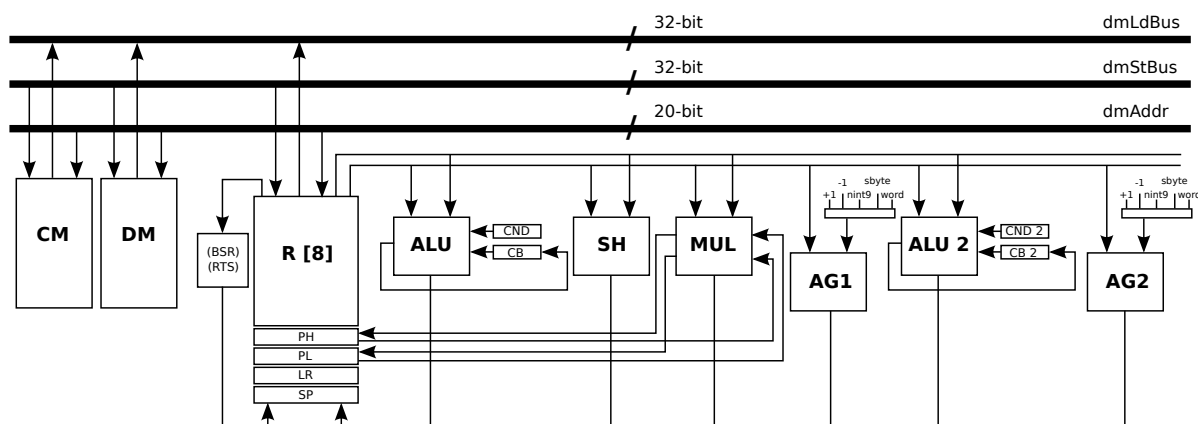 32-bit dmLdBus
32-bit dmStBus
20-bit dmAddr
-1 sbyte
+1 nint9 word
-1 sbyte
+1 nint9 word
CM
DM
(BSR)
(RTS)
R [8]
ALU
CND
CB
SH
MUL
AG1
ALU 2
CND 2
CB 2
AG2
PH
PL
LR
SP